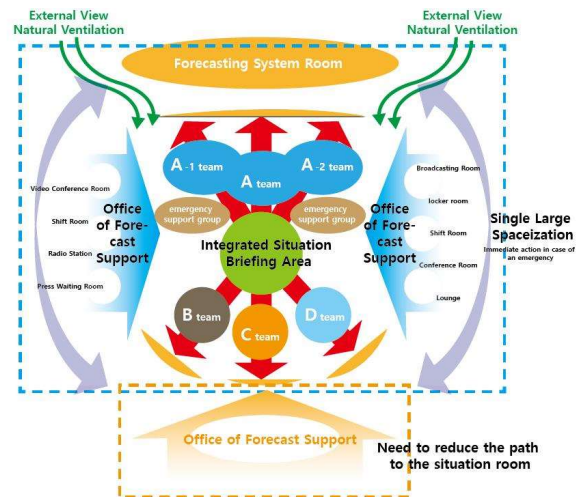 External View
Natural Ventilation
External View
Natural Ventilation
Forecasting System Room
A -1 team
A team
A -2 team
emergency
support group
emergency
support group
Video Conference Room
Shift Room
Radio Station
Press Waiting Room
Office
of Fore-
cast
Support
Integrated Situation
Briefing Area
Office
of Fore-
cast
Support
Broadcasting Room
locker room
Shift Room
Conference Room
Lounge
Single Large
Spaceization
Immediate action in case of
an emergency
B team
C team
D team
Office of Forecast Support
Need to reduce the path
to the situation room